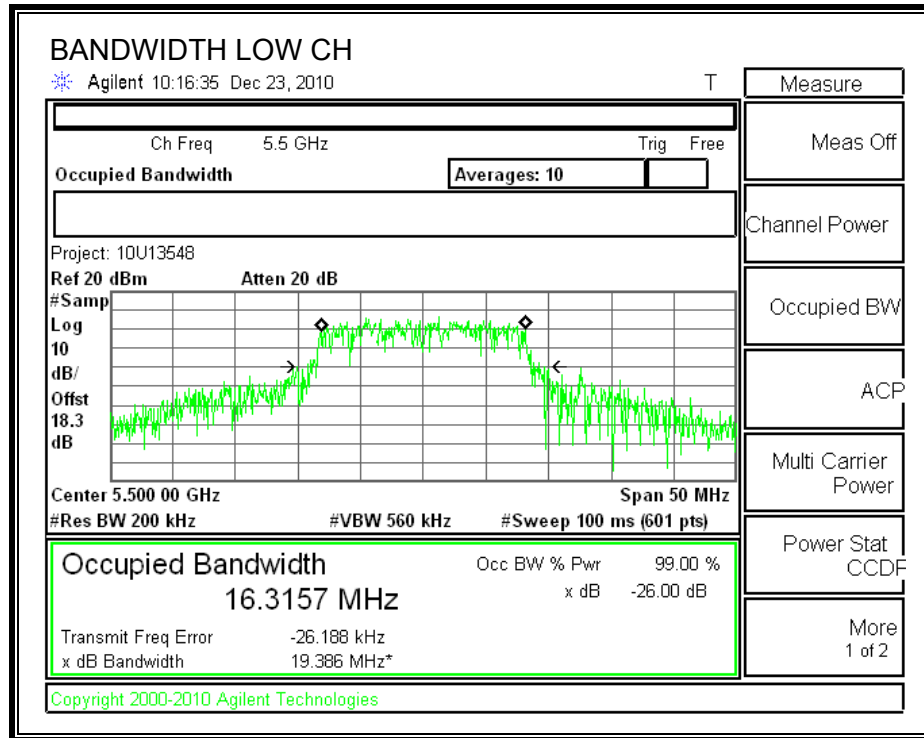 BANDWIDTH LOW CH
Agilent 10:16:35 Dec 23, 2010 T
Measure
Ch Freq 5.5 GHz Trig Free
Meas Off
Occupied Bandwidth Averages: 10
Channel Power
Project: 10U13548
Ref 20 dBm Atten 20 dB
#Samp
Log
10
dB/
Offst
18.3
dB
Occupied BW
ACP
Multi Carrier
Power
Center 5.500 00 GHz Span 50 MHz
#Res BW 200 kHz #VBW 560 kHz #Sweep 100 ms (601 pts)
Power Stat
CCDF
Occupied Bandwidth Occ BW % Pwr 99.00 %
16.3157 MHz x dB -26.00 dB
Transmit Freq Error -26.188 kHz
x dB Bandwidth 19.386 MHz*
More
1 of 2
Copyright 2000-2010 Agilent Technologies